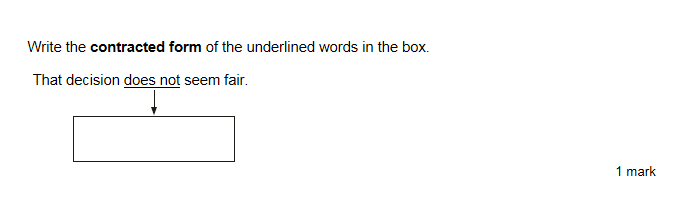 Write the contracted form of the underlined words in the box.
That decision does not seem fair.
1 mark